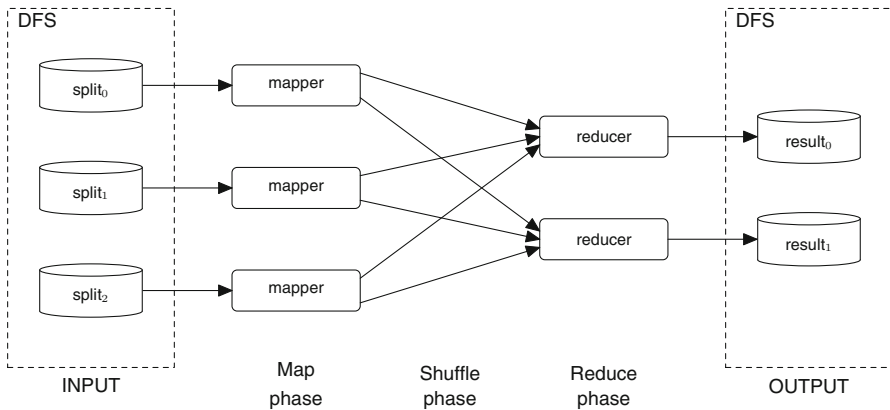 DFS
DFS
split₀
mapper
reducer
result₀
split₁
mapper
reducer
result₁
split₂
mapper
INPUT
Map
phase
Shuffle
phase
Reduce
phase
OUTPUT